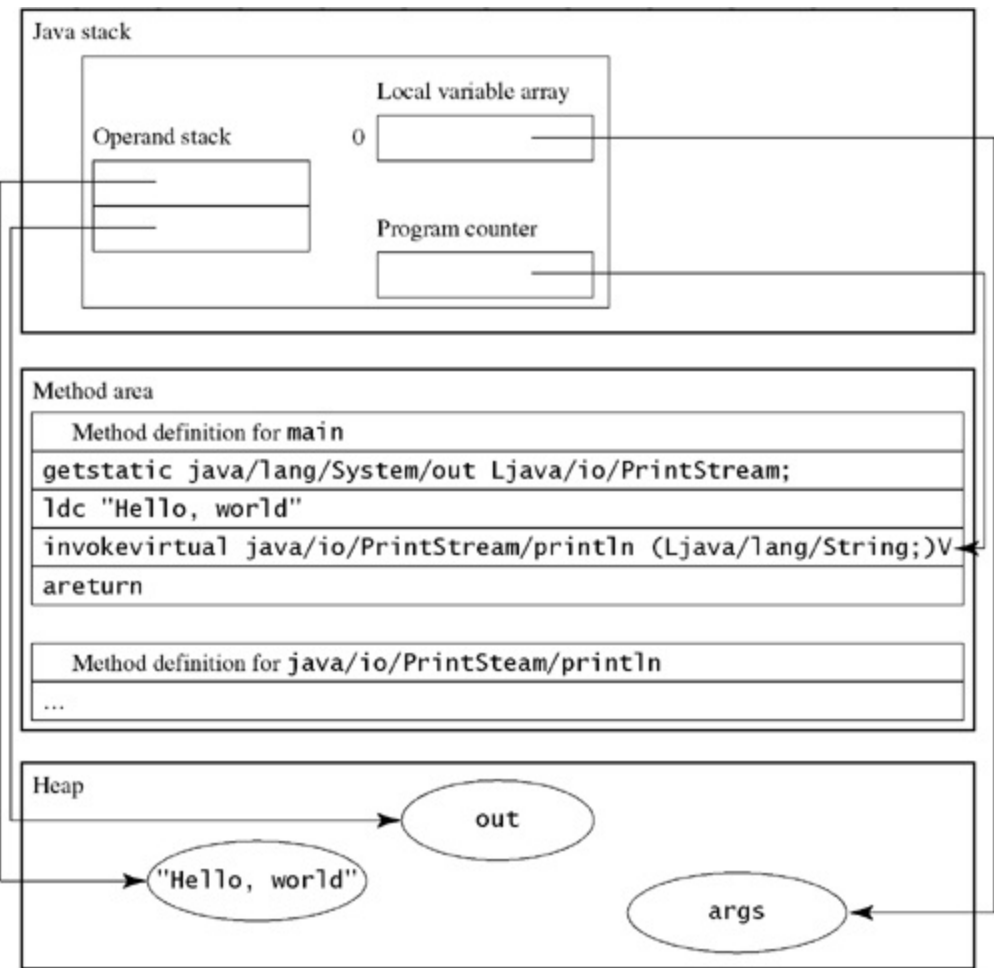 Java stack
Local variable array
Operand stack
0
Program counter
Method area
Method definition for main
getstatic java/lang/System/out Ljava/io/PrintStream;
ldc "Hello, world"
invokevirtual java/io/PrintStream/println (Ljava/lang/String;)V
areturn
Method definition for java/io/PrintSteam/println
...
Heap
out
"Hello, world"
args